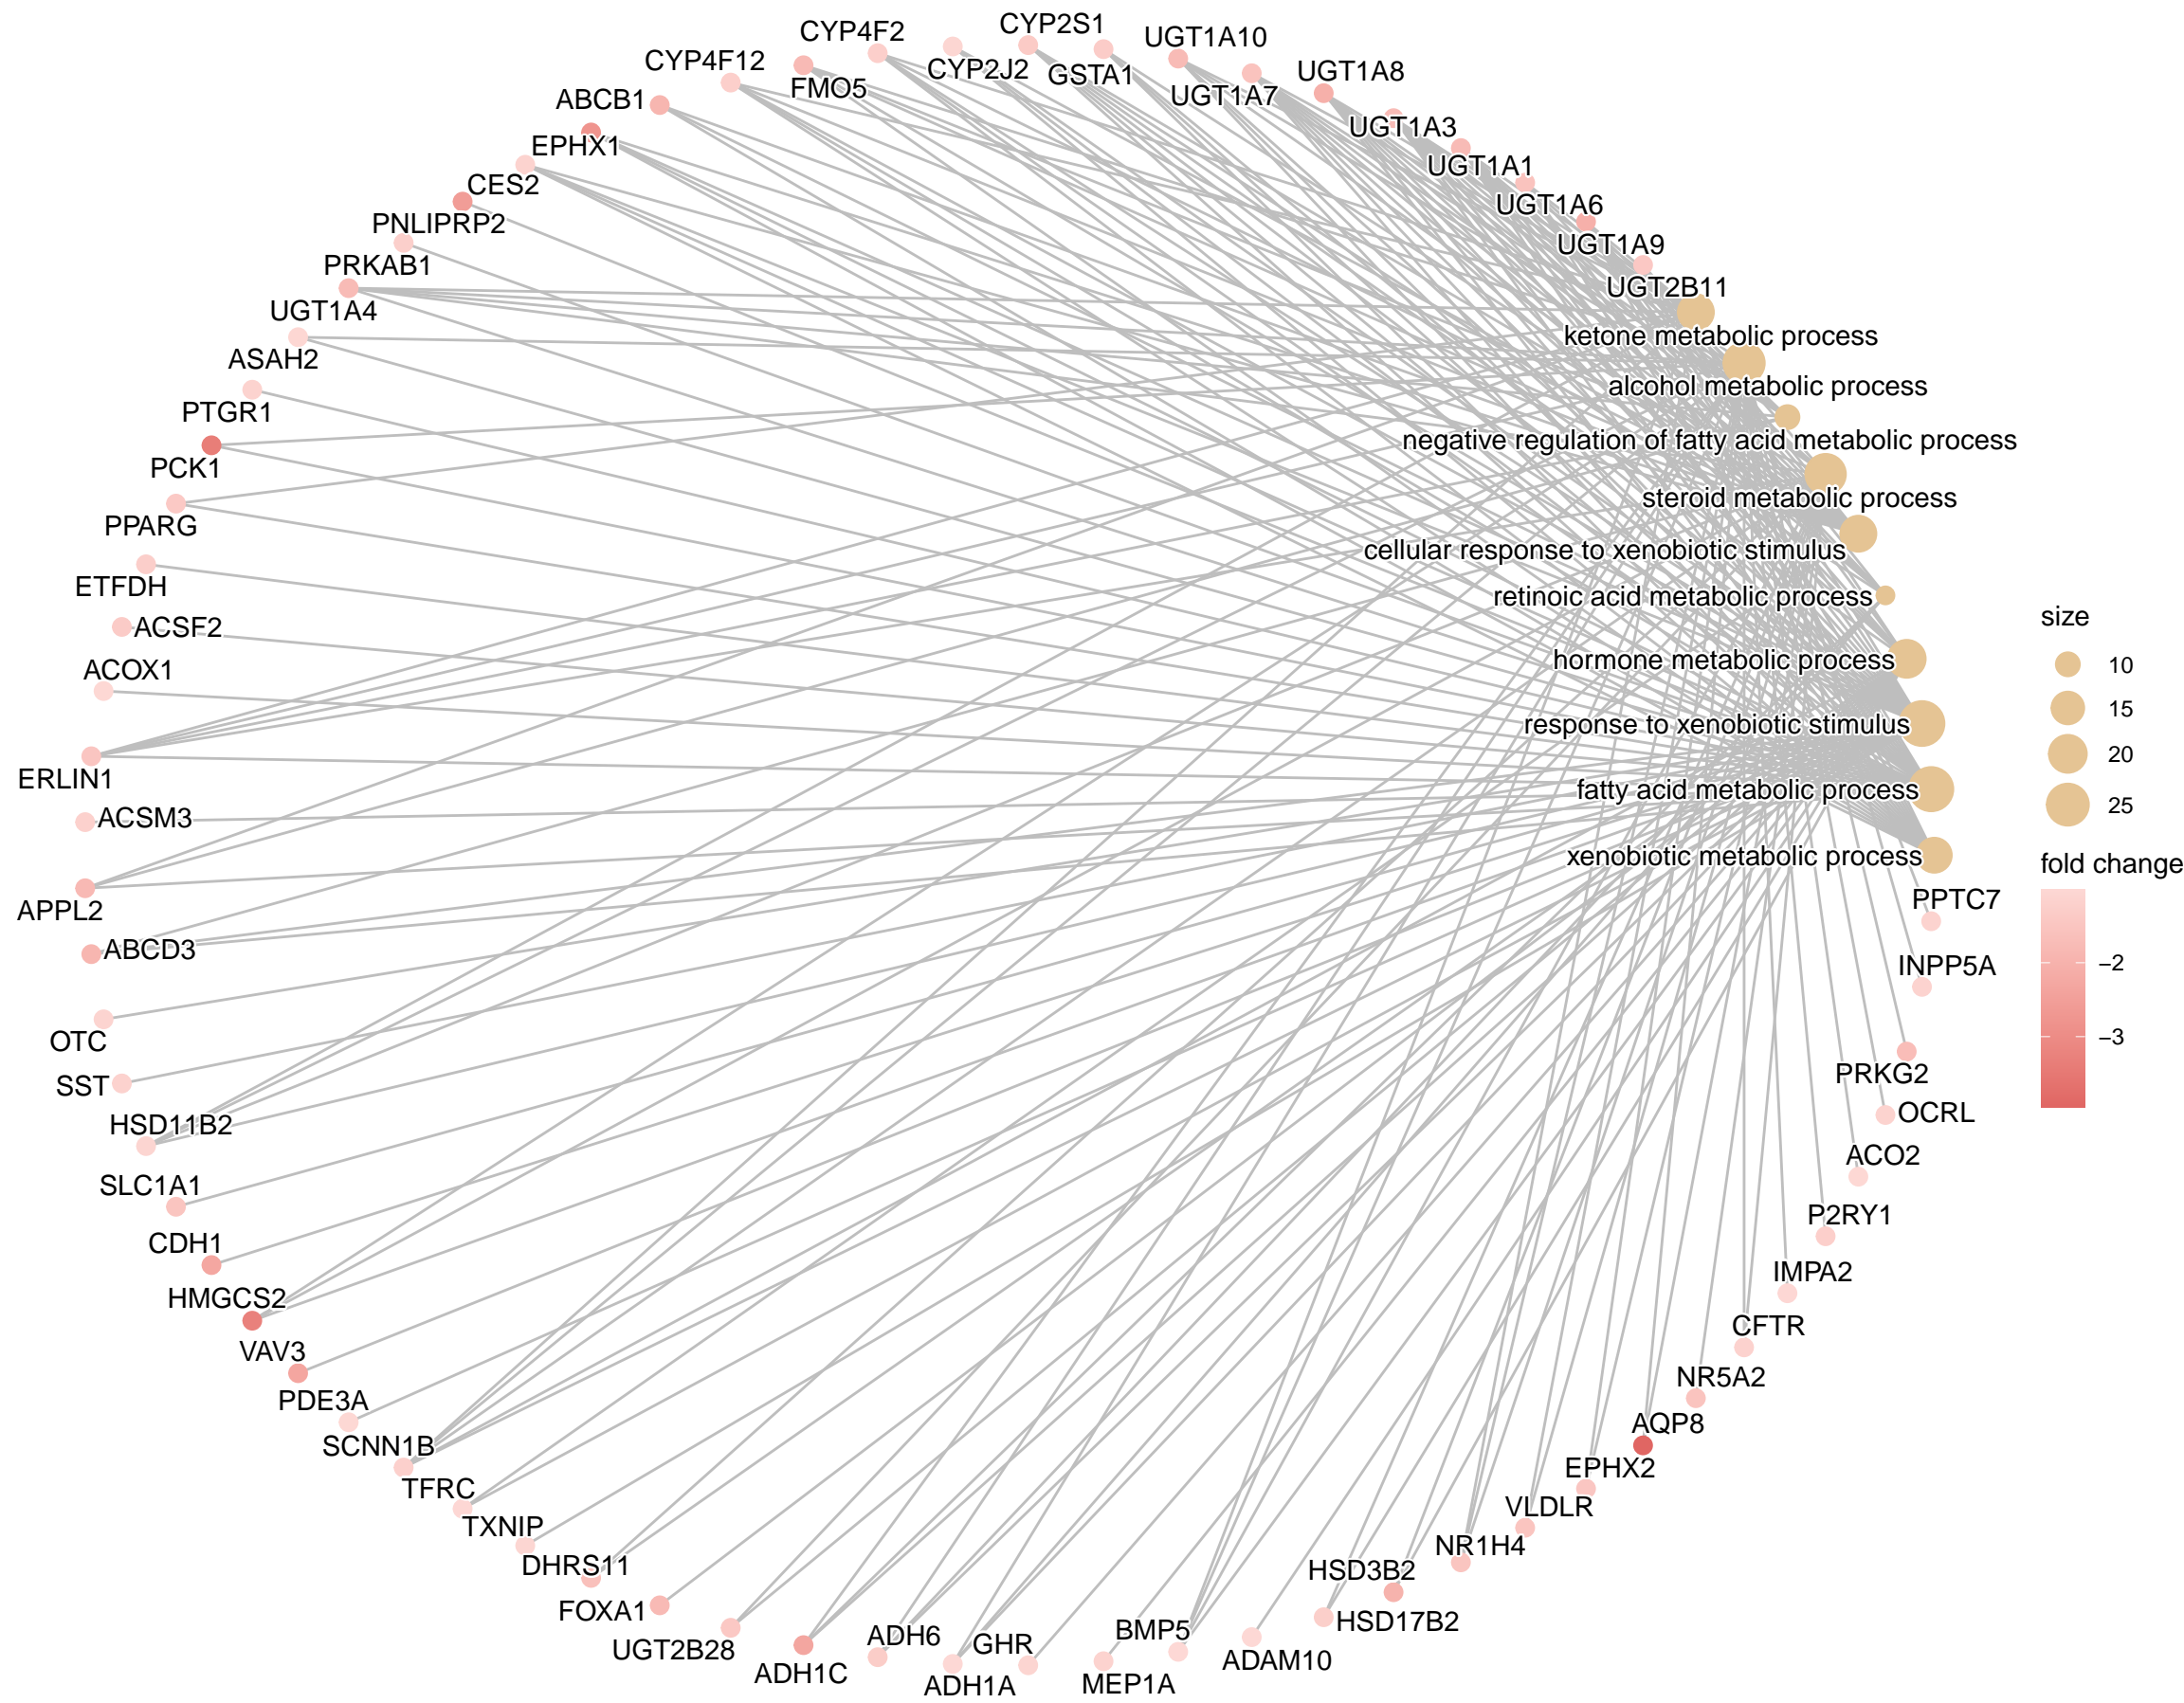 CYP2S1
CYP4F2
UGT1A10
CYP4F12
CYP2J2
GSTA1
UGT1A8
FMO5
UGT1A7
ABCB1
UGT1A3
EPHX1
UGT1A1
CES2
UGT1A6
PNLIPRP2
UGT1A9
PRKAB1
UGT2B11
UGT1A4
ketone metabolic process
ASAH2
alcohol metabolic process
PTGR1
negative regulation of fatty acid metabolic process
PCK1
steroid metabolic process
PPARG
cellular response to xenobiotic stimulus
ETFDH
retinoic acid metabolic process
ACSF2
hormone metabolic process
ACOX1
response to xenobiotic stimulus
ERLIN1
fatty acid metabolic process
ACSM3
xenobiotic metabolic process
APPL2
PPTC7
ABCD3
INPP5A
OTC
PRKG2
SST
OCRL
HSD11B2
ACO2
SLC1A1
P2RY1
CDH1
IMPA2
HMGCS2
CFTR
VAV3
NR5A2
PDE3A
AQP8
SCNN1B
EPHX2
TFRC
VLDLR
TXNIP
NR1H4
DHRS11
HSD3B2
FOXA1
HSD17B2
UGT2B28
ADH6
GHR
BMP5
ADAM10
ADH1C
ADH1A
MEP1A
size
10
15
20
25
fold change
−2
−3